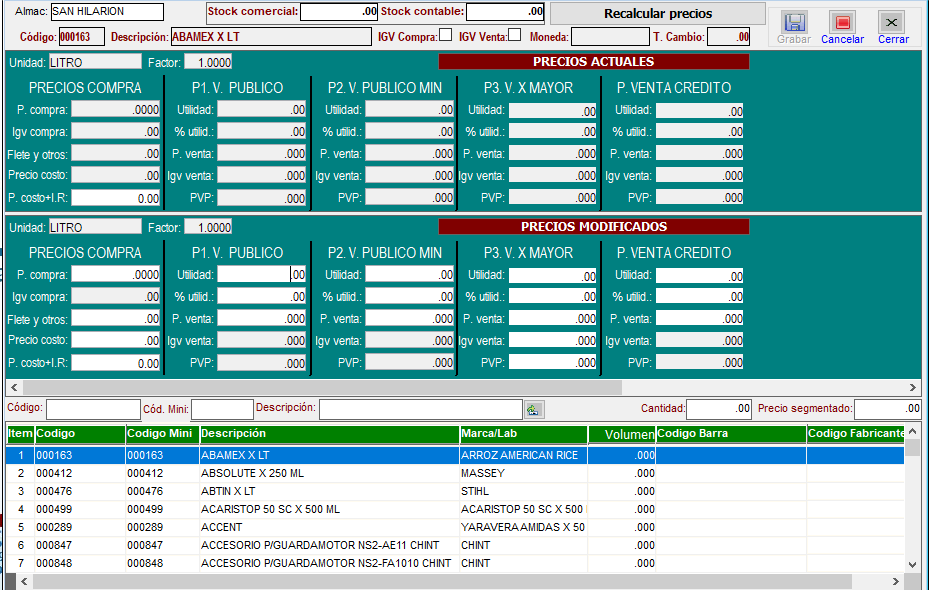 Almac: SAN HILARION Stock comercial: .00 Stock contable: .00 Recalcular precios
Código: 000163 Descripción: ABAMEX X LT IGV Compra: IGV Venta: Moneda: T. Cambio: .00 Grabar Cancelar Cerrar
Unidad: LITRO Factor: 1.0000 PRECIOS ACTUALES
PRECIOS COMPRA P1. V. PUBLICO P2. V. PUBLICO MIN P3. V. X MAYOR P. VENTA CREDITO
P. compra: .0000 Utilidad: .00 Utilidad: .00 Utilidad: .00 Utilidad: .00
Igv compra: .00 % utilid.: .00 % utilid.: .00 % utilid.: .00 % utilid.: .00
Flete y otros: .00 P. venta: .000 P. venta: .000 P. venta: .000 P. venta: .000
Precio costo: .00 Igv venta: .000 Igv venta: .000 Igv venta: .000 Igv venta: .000
P. costo+I.R: 0.00 PVP: .000 PVP: .000 PVP: .000 PVP: .000
Unidad: LITRO Factor: 1.0000 PRECIOS MODIFICADOS
PRECIOS COMPRA P1. V. PUBLICO P2. V. PUBLICO MIN P3. V. X MAYOR P. VENTA CREDITO
P. compra: .0000 Utilidad: .00 Utilidad: .00 Utilidad: .00 Utilidad: .00
Igv compra: .00 % utilid.: .00 % utilid.: .00 % utilid.: .00 % utilid.: .00
Flete y otros: .00 P. venta: .000 P. venta: .000 P. venta: .000 P. venta: .000
Precio costo: .00 Igv venta: .000 Igv venta: .000 Igv venta: .000 Igv venta: .000
P. costo+I.R: 0.00 PVP: .000 PVP: .000 PVP: .000 PVP: .000
Código: Cód. Mini: Descripción: Cantidad: .00 Precio segmentado: .00
Item Codigo Codigo Mini Descripción Marca/Lab Volumen Codigo Barra Codigo Fabricante
1 000163 000163 ABAMEX X LT ARROZ AMERICAN RICE .000
2 000412 000412 ABSOLUTE X 250 ML MASSEY .000
3 000476 000476 ABTIN X LT STIHL .000
4 000499 000499 ACARISTOP 50 SC X 500 ML ACARISTOP 50 SC X 500 .000
5 000289 000289 ACCENT YARAVERA AMIDAS X 50 .000
6 000847 000847 ACCESORIO P/GUARDAMOTOR NS2-AE11 CHINT CHINT .000
7 000848 000848 ACCESORIO P/GUARDAMOTOR NS2-FA1010 CHINT CHINT .000